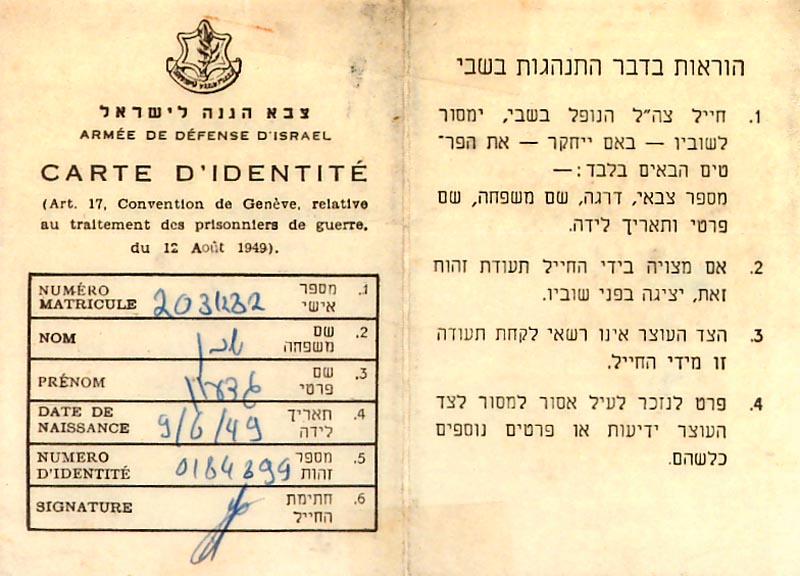 צבא הגנה לישראל
ARMÉE DE DÉFENSE D'ISRAEL
CARTE D'IDENTITÉ
(Art. 17, Convention de Genève, relative
au traitement des prisonniers de guerre,
du 12 Août 1949).
NUMÉRO MATRICULE 2031232 מספר אישי .1
NOM שם משפחה .2
PRÉNOM גדעון שם פרטי .3
DATE DE NAISSANCE 9/6/49 תאריך לידה .4
NUMERO D'IDENTITÉ 0184899 מספר זהות .5
SIGNATURE חתימת החייל .6
הוראות בדבר התנהגות בשבי
1. חייל צה"ל הנופל בשבי, ימסור
לשוביו — באם ייחקר — את הפר־
טים הבאים בלבד: —
מספר צבאי, דרגה, שם משפחה, שם
פרטי ותאריך לידה.
2. אם מצויה בידי החייל תעודת זהות
זאת, יציגה בפני שוביו.
3. הצד העוצר אינו רשאי לקחת תעודה
זו מידי החייל.
4. פרט לנזכר לעיל אסור למסור לצד
העוצר ידיעות או פרטים נוספים
כלשהם.